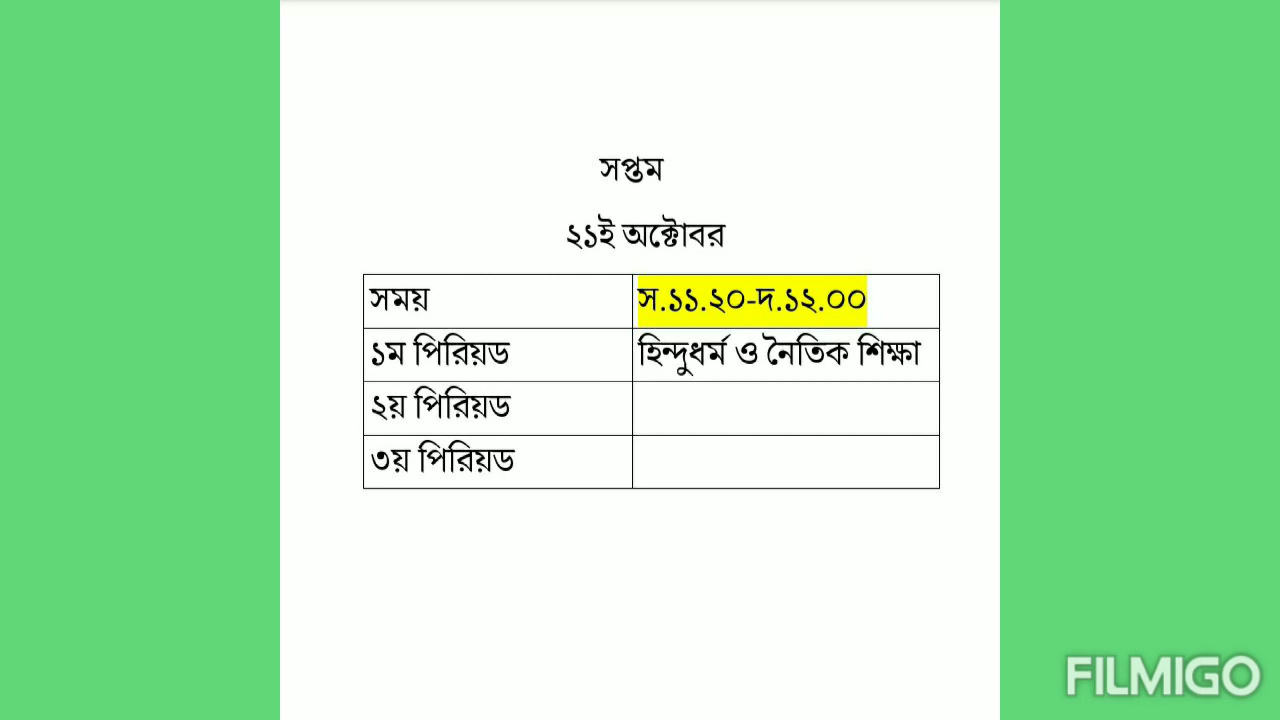 সপ্তম
২১ই অক্টোবর
সময় স.১১.২০-দ.১২.০০
১ম পিরিয়ড হিন্দুধর্ম ও নৈতিক শিক্ষা
২য় পিরিয়ড
৩য় পিরিয়ড
FILMIGO